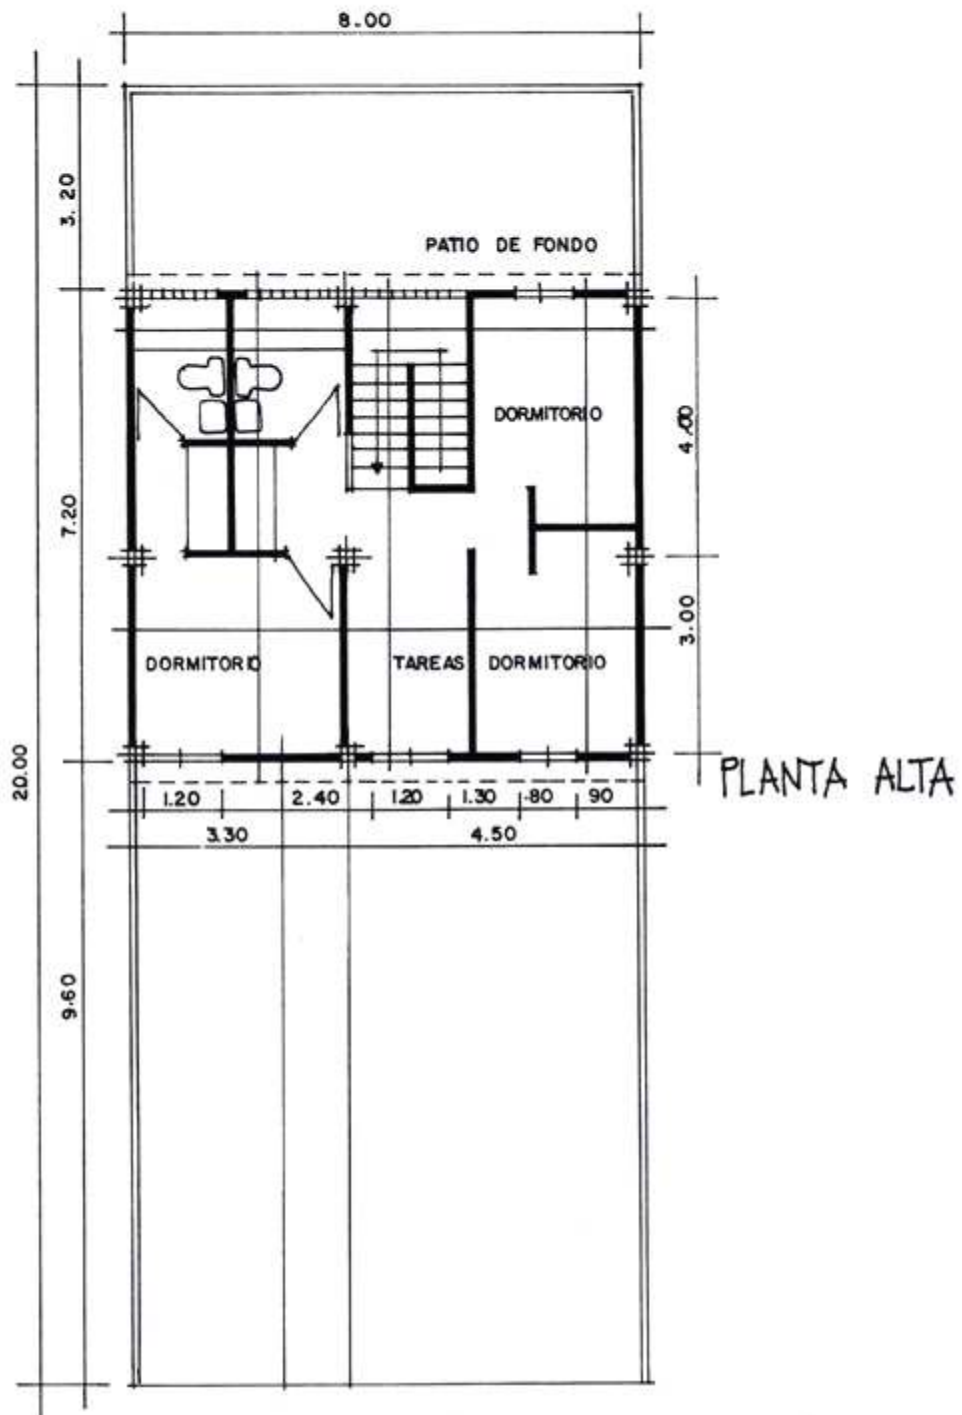 8.00
3.20
PATIO DE FONDO
DORMITORIO
4.00
7.20
3.00
DORMITORIO TAREAS DORMITORIO
20.00
PLANTA ALTA
1.20 2.40 1.20 1.30 .80 90
3.30 4.50
9.60